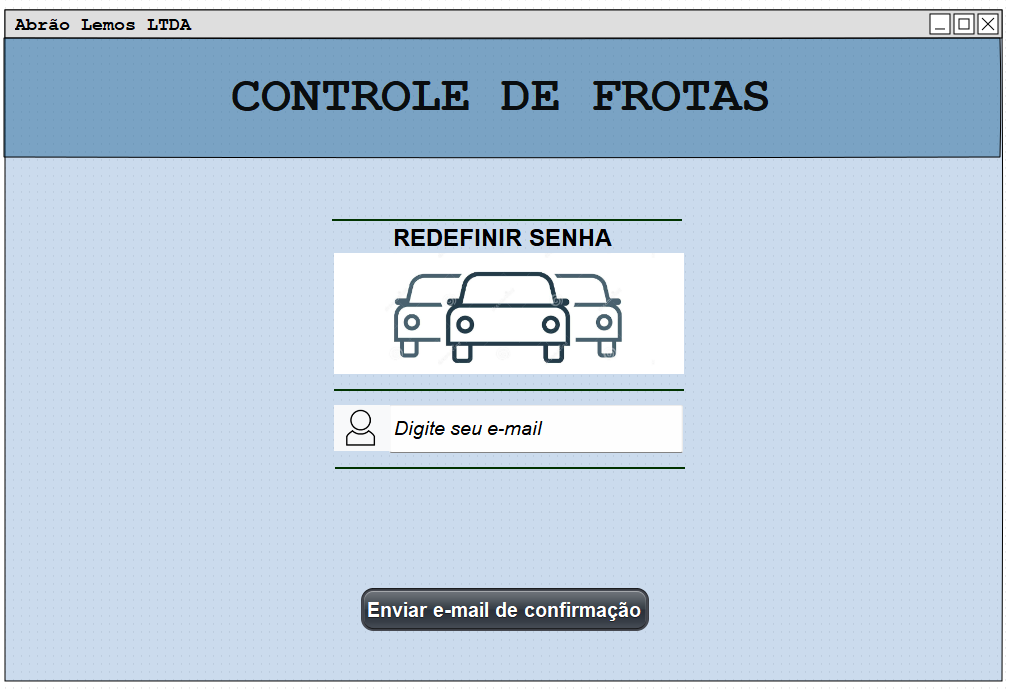 Abrão Lemos LTDA
CONTROLE DE FROTAS
REDEFINIR SENHA
Digite seu e-mail
Enviar e-mail de confirmação